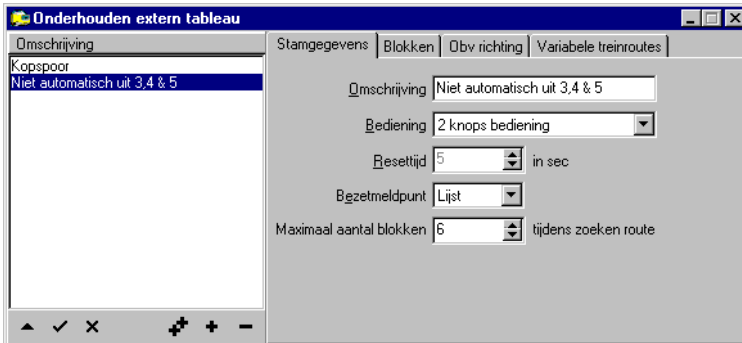 Onderhouden extern tableau
Omschrijving
Kopspoor
Niet automatisch uit 3,4 & 5
Stamgegevens Blokken Obv richting Variabele treinroutes
Omschrijving Niet automatisch uit 3,4 & 5
Bediening 2 knops bediening
Resettijd 5 in sec
Bezetmeldpunt Lijst
Maximaal aantal blokken 6 tijdens zoeken route